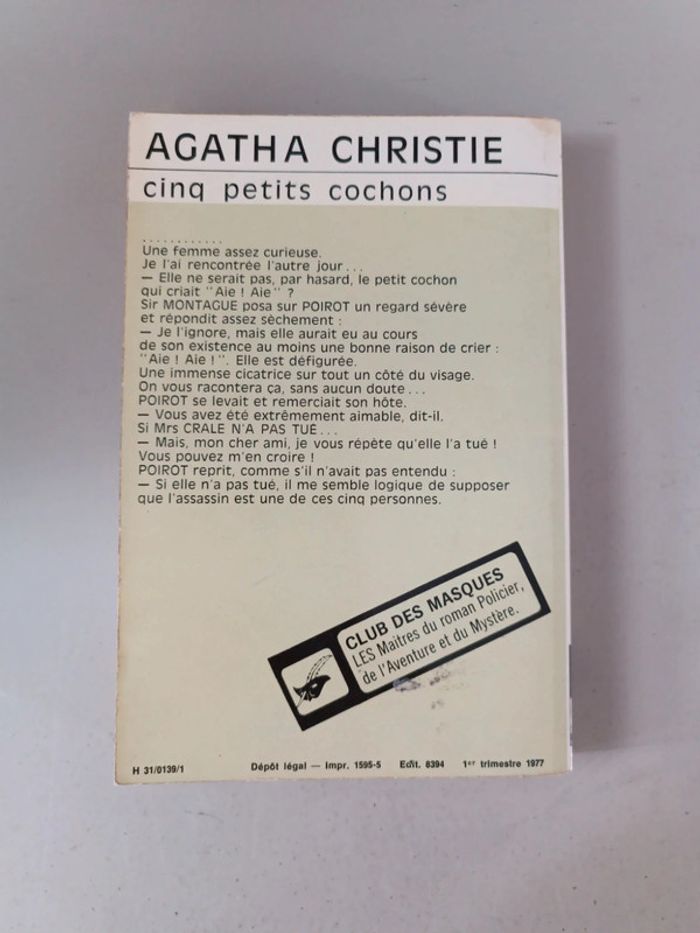 AGATHA CHRISTIE
cinq petits cochons
............
Une femme assez curieuse.
Je l'ai rencontrée l'autre jour...
— Elle ne serait pas, par hasard, le petit cochon
qui criait "Aie ! Aie" ?
Sir MONTAGUE posa sur POIROT un regard sévère
et répondit assez sèchement :
— Je l'ignore, mais elle aurait eu au cours
de son existence au moins une bonne raison de crier :
"Aie ! Aie !". Elle est défigurée.
Une immense cicatrice sur tout un côté du visage.
On vous racontera ça, sans aucun doute...
POIROT se levait et remerciait son hôte.
— Vous avez été extrêmement aimable, dit-il.
Si Mrs CRALE N'A PAS TUE...
— Mais, mon cher ami, je vous répète qu'elle l'a tué !
Vous pouvez m'en croire !
POIROT reprit, comme s'il n'avait pas entendu :
— Si elle n'a pas tué, il me semble logique de supposer
que l'assassin est une de ces cinq personnes.
CLUB DES MASQUES
LES Maitres du roman Policier,
de l'Aventure et du Mystère.
H 31/0139/1 Dépôt légal — Impr. 1595-5 Edit. 8394 1er trimestre 1977